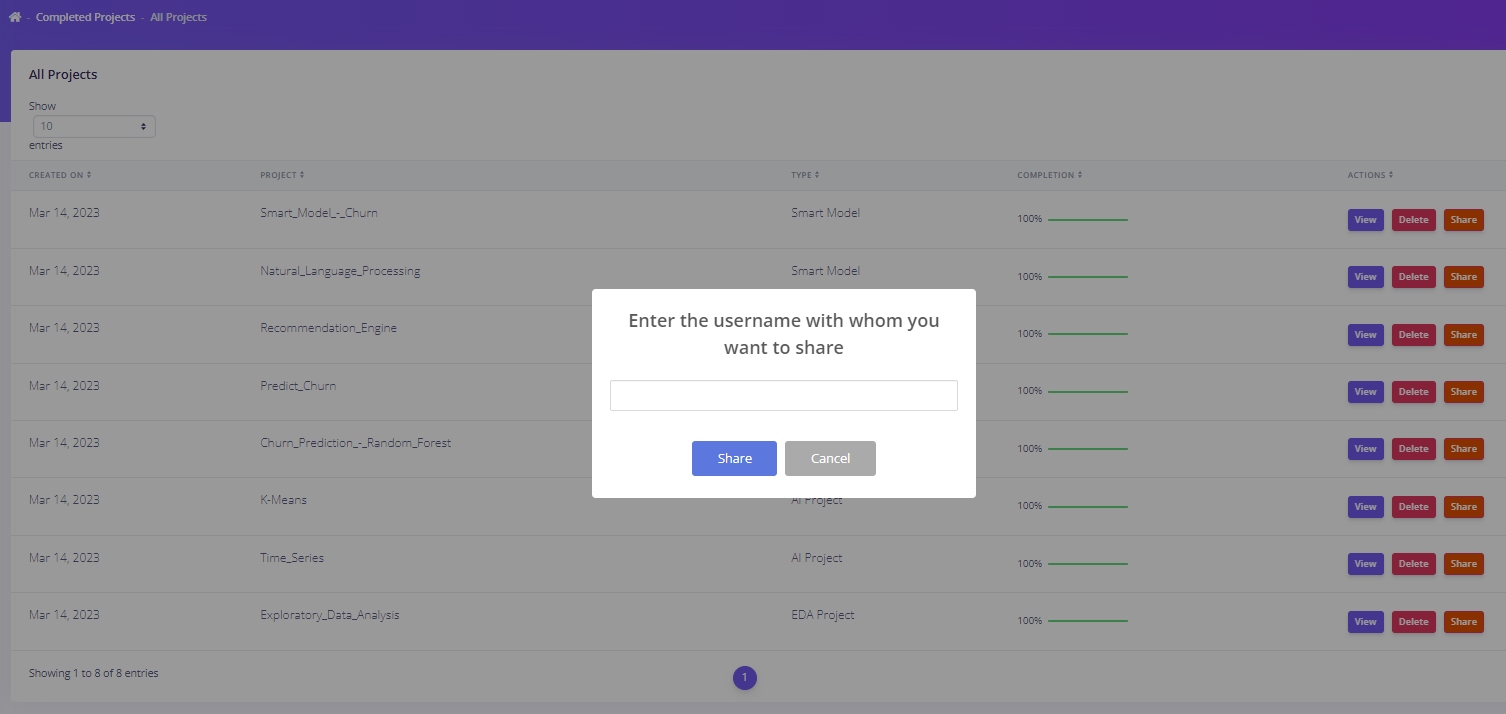 - Completed Projects - All Projects
All Projects
Show
10
entries
CREATED ON PROJECT TYPE COMPLETION ACTIONS
Mar 14, 2023 Smart_Model_-_Churn Smart Model 100% View Delete Share
Mar 14, 2023 Natural_Language_Processing Smart Model 100% View Delete Share
Enter the username with whom you
want to share
Share Cancel
Mar 14, 2023 Recommendation_Engine 100% View Delete Share
Mar 14, 2023 Predict_Churn 100% View Delete Share
Mar 14, 2023 Churn_Prediction_-_Random_Forest 100% View Delete Share
Mar 14, 2023 K-Means AI Project 100% View Delete Share
Mar 14, 2023 Time_Series AI Project 100% View Delete Share
Mar 14, 2023 Exploratory_Data_Analysis EDA Project 100% View Delete Share
Showing 1 to 8 of 8 entries 1